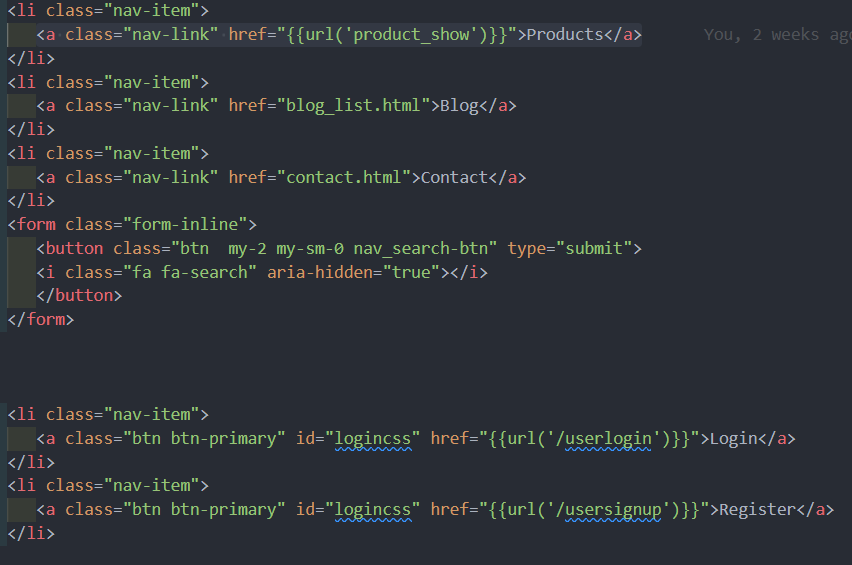 <li class="nav-item">
<a class="nav-link" href="{{url('product_show')}}">Products</a> You, 2 weeks ago
</li>
<li class="nav-item">
<a class="nav-link" href="blog_list.html">Blog</a>
</li>
<li class="nav-item">
<a class="nav-link" href="contact.html">Contact</a>
</li>
<form class="form-inline">
<button class="btn  my-2 my-sm-0 nav_search-btn" type="submit">
<i class="fa fa-search" aria-hidden="true"></i>
</button>
</form>
<li class="nav-item">
<a class="btn btn-primary" id="logincss" href="{{url('/userlogin')}}">Login</a>
</li>
<li class="nav-item">
<a class="btn btn-primary" id="logincss" href="{{url('/usersignup')}}">Register</a>
</li>